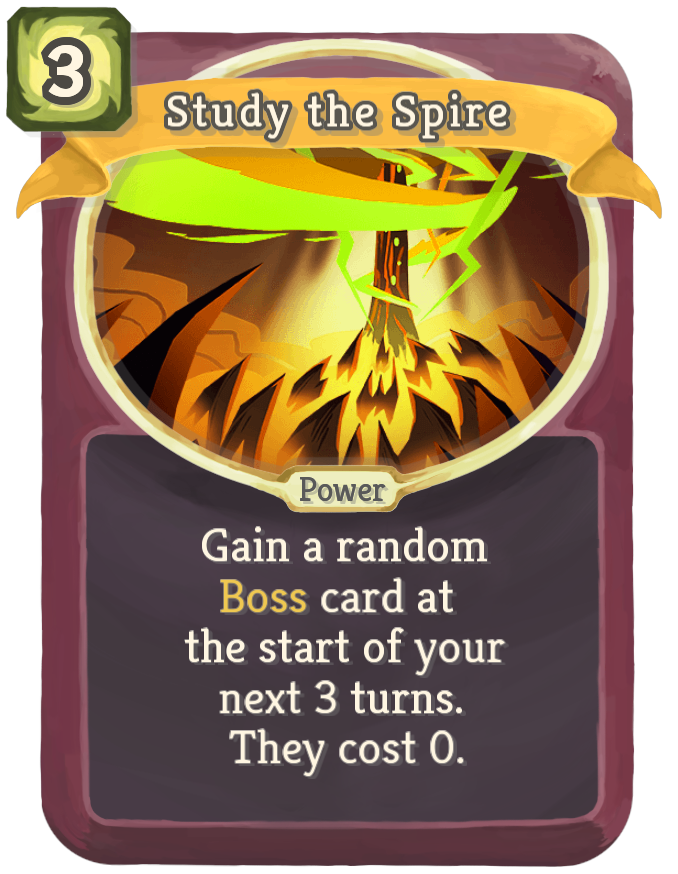 3
Study the Spire
Power
Gain a random
Boss card at
the start of your
next 3 turns.
They cost 0.